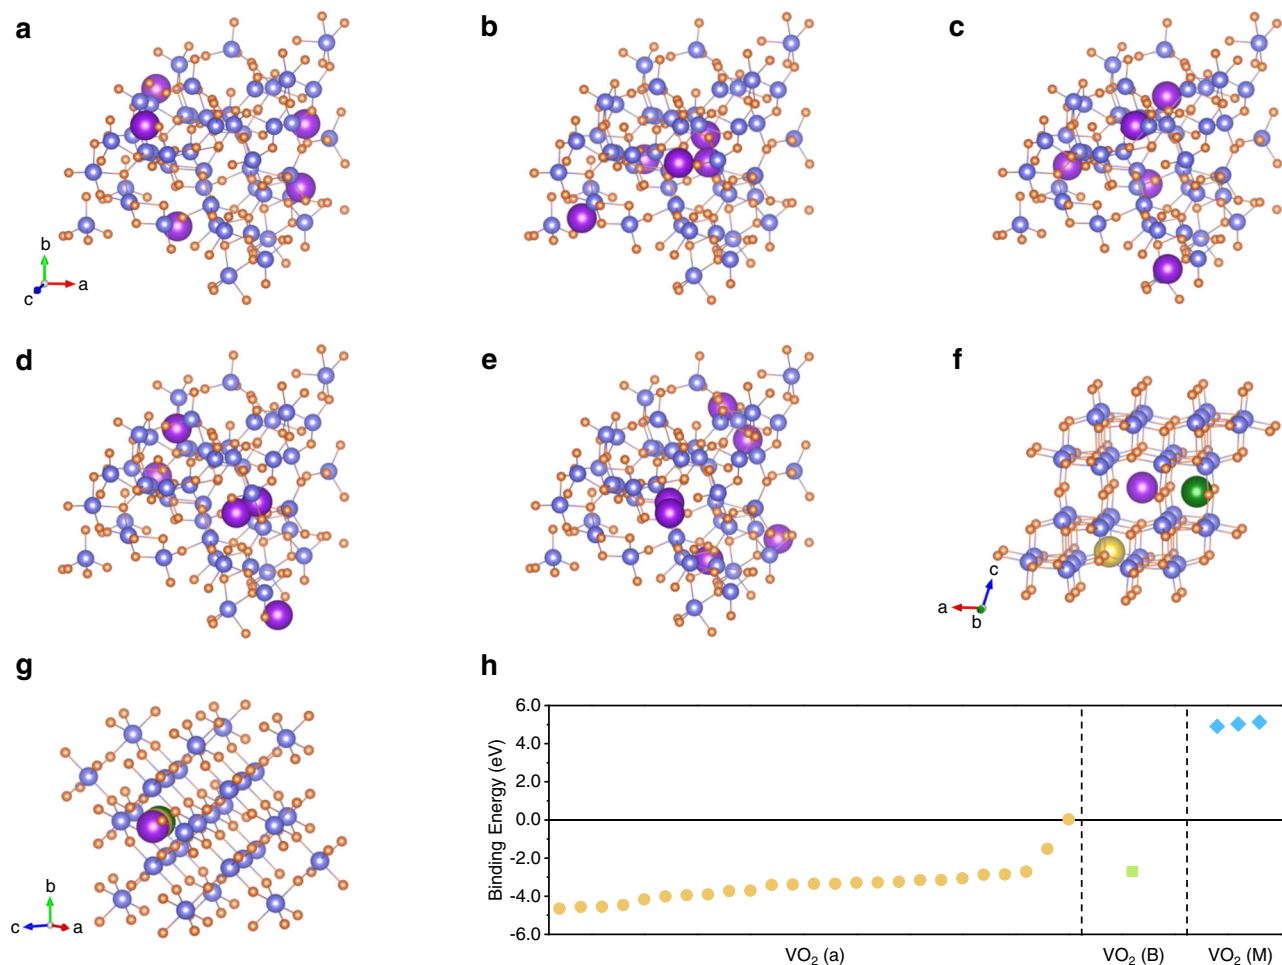 a
b
c
b
a
c
d
e
f
c
a
b
g
b
c
a
h
Binding Energy (eV)
6.0
4.0
2.0
0.0
-2.0
-4.0
-6.0
VO₂ (a)
VO₂ (B)
VO₂ (M)